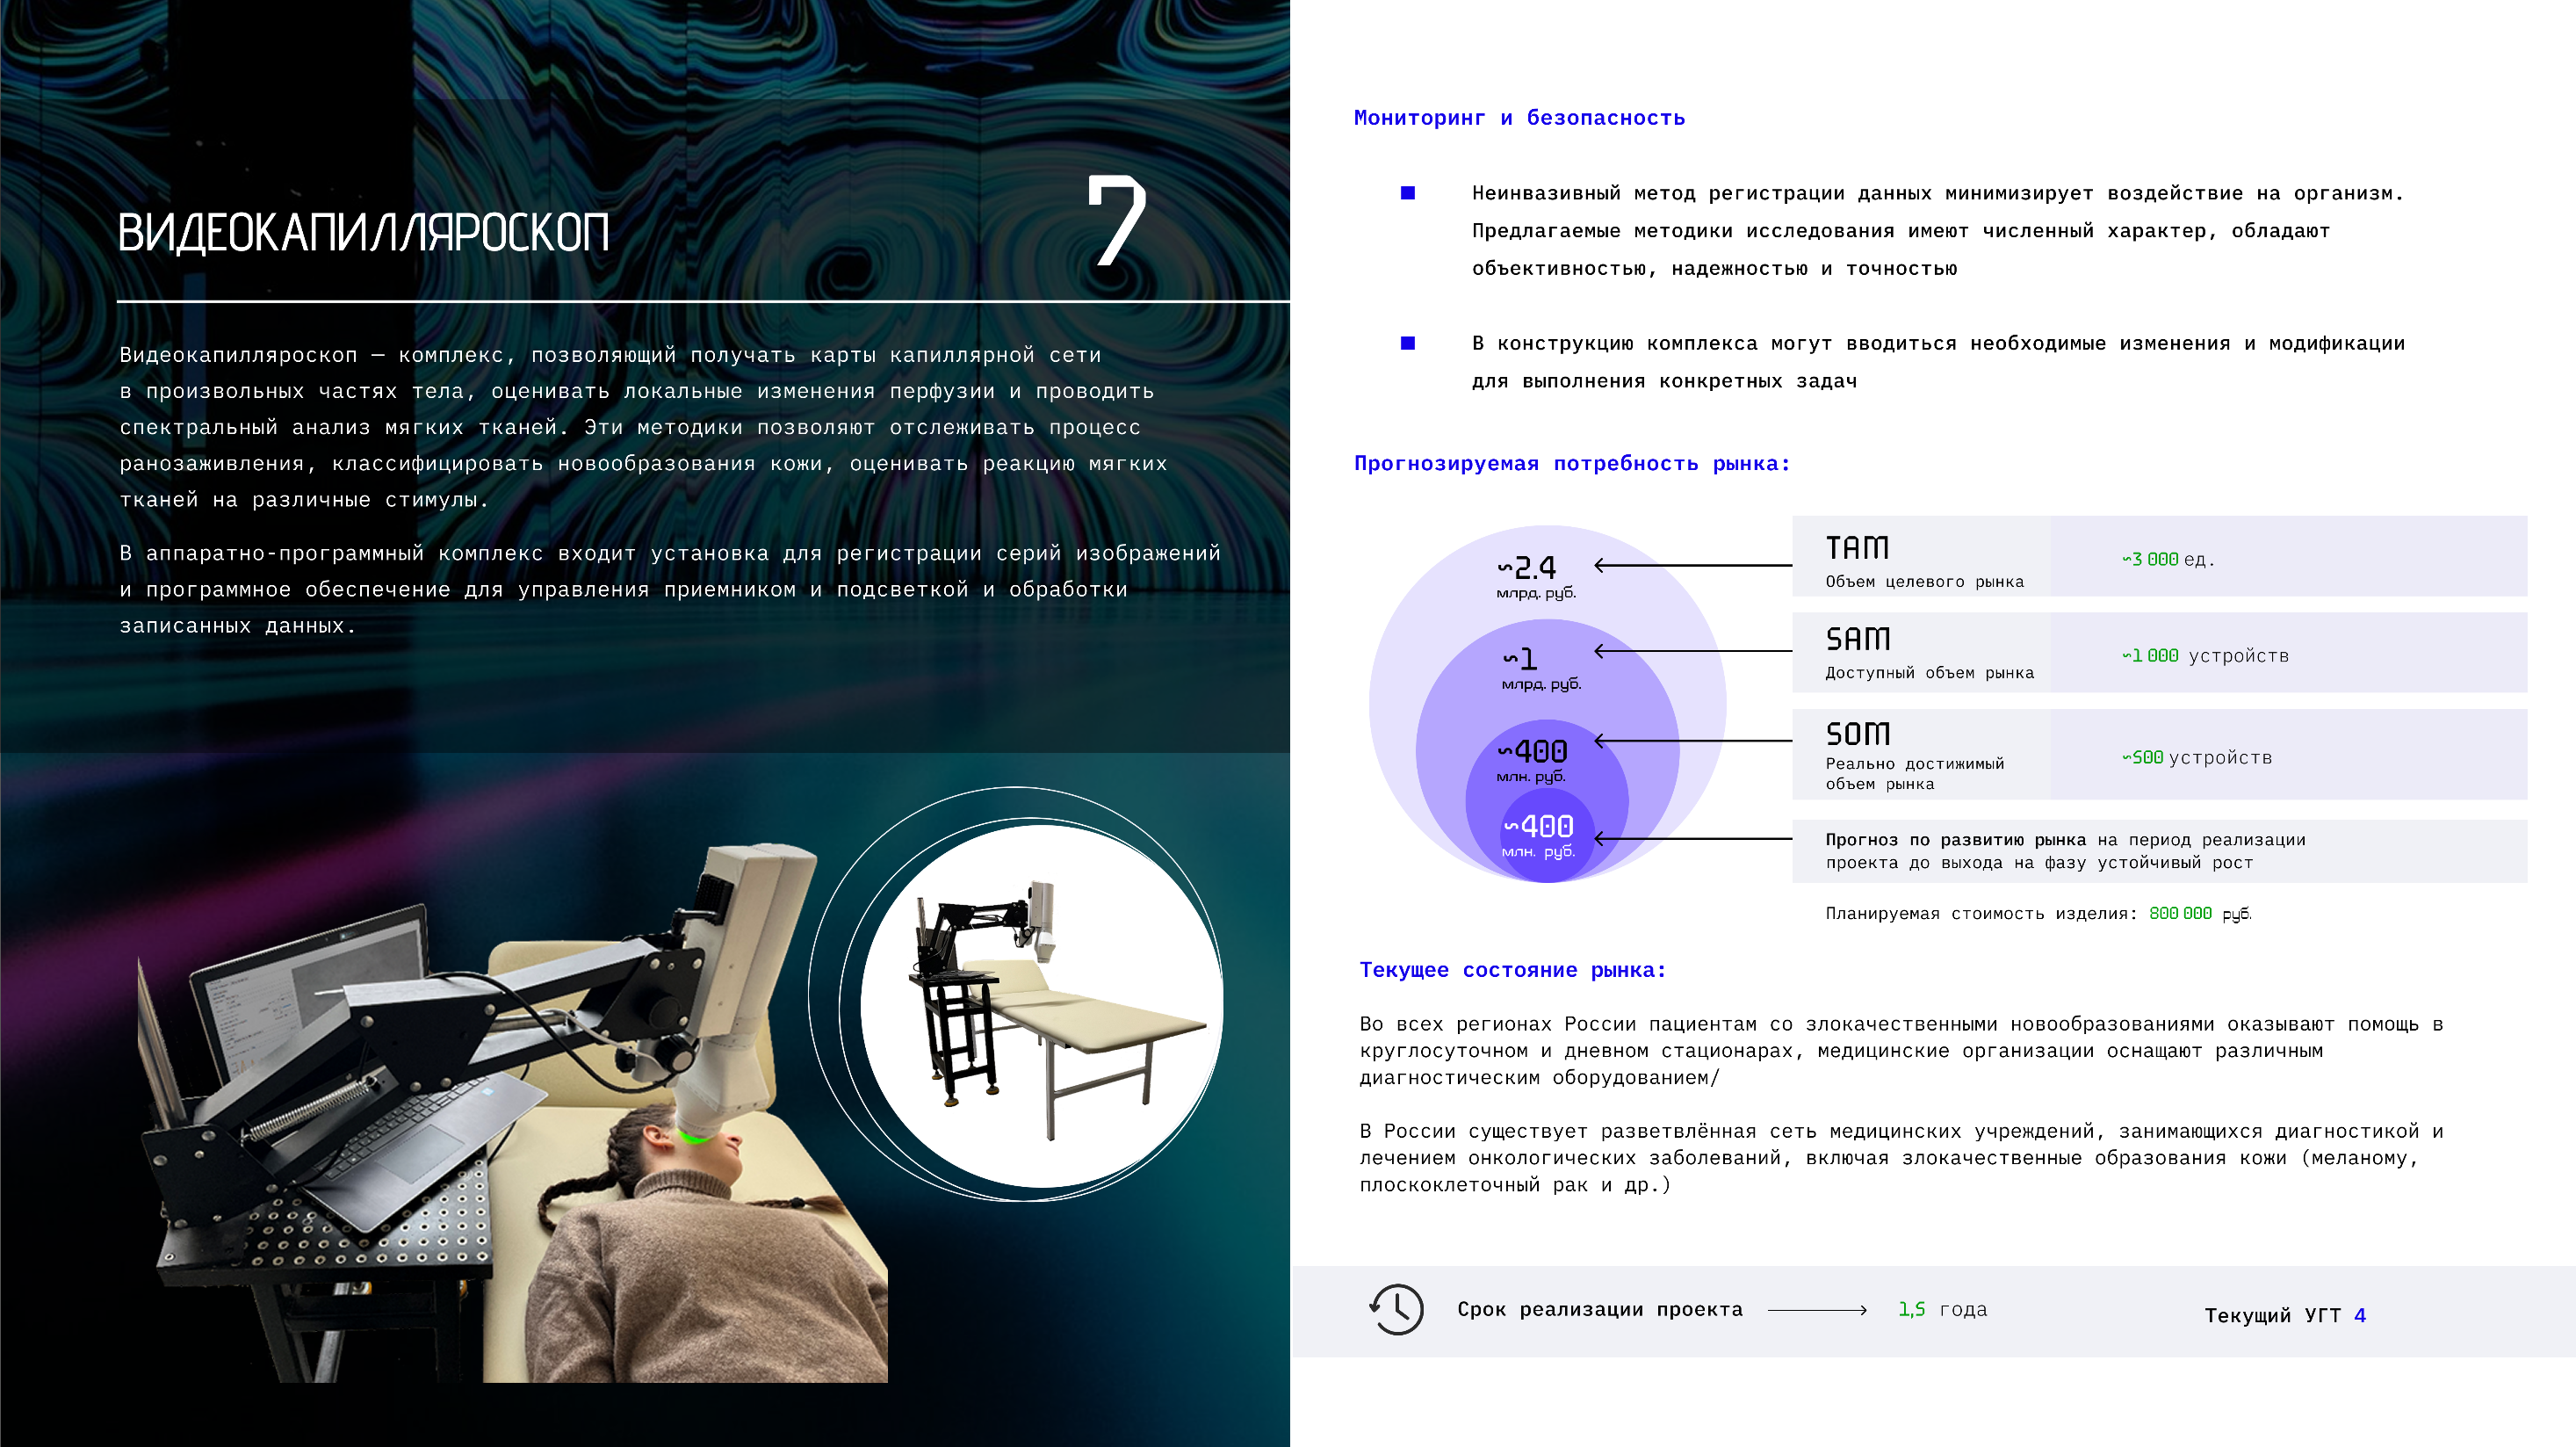 ВИДЕОКАПИЛЛЯРОСКОП
7
Видеокапилляроскоп — комплекс, позволяющий получать карты капиллярной сети
в произвольных частях тела, оценивать локальные изменения перфузии и проводить
спектральный анализ мягких тканей. Эти методики позволяют отслеживать процесс
ранозаживления, классифицировать новообразования кожи, оценивать реакцию мягких
тканей на различные стимулы.
В аппаратно-программный комплекс входит установка для регистрации серий изображений
и программное обеспечение для управления приемником и подсветкой и обработки
записанных данных.
Мониторинг и безопасность
Неинвазивный метод регистрации данных минимизирует воздействие на организм.
Предлагаемые методики исследования имеют численный характер, обладают
объективностью, надежностью и точностью
В конструкцию комплекса могут вводиться необходимые изменения и модификации
для выполнения конкретных задач
Прогнозируемая потребность рынка:
~2.4
млрд. руб.
TAM
Объем целевого рынка
~3 000 ед.
~1
млрд. руб.
SAM
Доступный объем рынка
~1 000 устройств
~400
млн. руб.
SOM
Реально достижимый
объем рынка
~500 устройств
~400
млн. руб.
Прогноз по развитию рынка на период реализации
проекта до выхода на фазу устойчивый рост
Планируемая стоимость изделия: 800 000 руб.
Текущее состояние рынка:
Во всех регионах России пациентам со злокачественными новообразованиями оказывают помощь в
круглосуточном и дневном стационарах, медицинские организации оснащают различным
диагностическим оборудованием/
В России существует разветвлённая сеть медицинских учреждений, занимающихся диагностикой и
лечением онкологических заболеваний, включая злокачественные образования кожи (меланому,
плоскоклеточный рак и др.)
Срок реализации проекта
1,5 года
Текущий УГТ 4